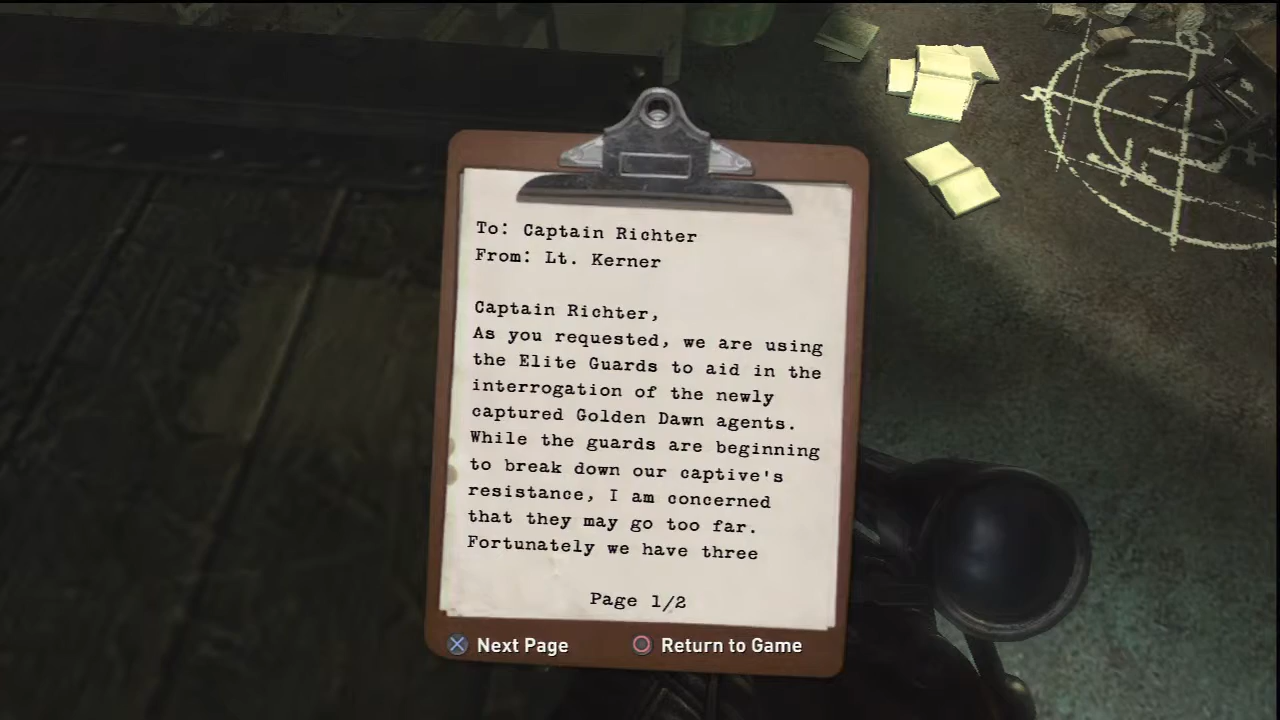 To: Captain Richter
From: Lt. Kerner
Captain Richter,
As you requested, we are using
the Elite Guards to aid in the
interrogation of the newly
captured Golden Dawn agents.
While the guards are beginning
to break down our captive's
resistance, I am concerned
that they may go too far.
Fortunately we have three
Page 1/2
Next Page
Return to Game